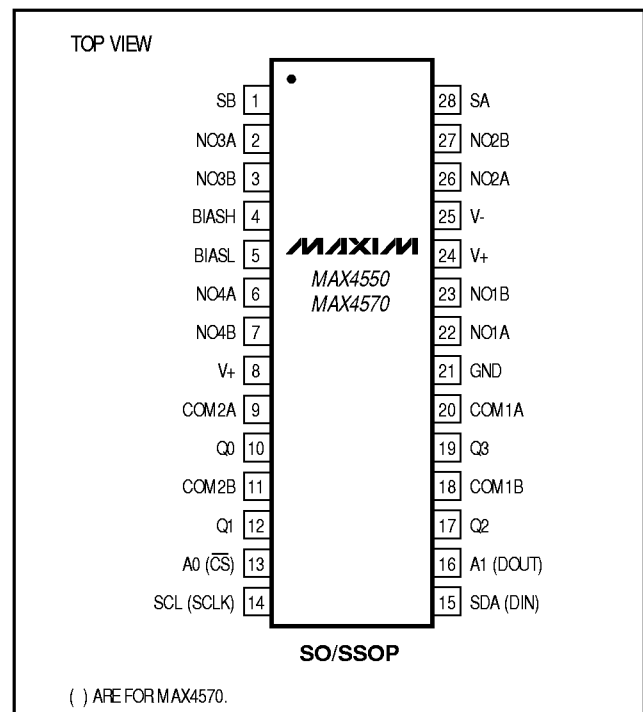 TOP VIEW
SB 1
NO3A 2
NO3B 3
BIASH 4
BIASL 5
NO4A 6
NO4B 7
V+ 8
COM2A 9
Q0 10
COM2B 11
Q1 12
A0 (C̅S̅) 13
SCL (SCLK) 14
MAXIM
MAX4550
MAX4570
28 SA
27 NO2B
26 NO2A
25 V-
24 V+
23 NO1B
22 NO1A
21 GND
20 COM1A
19 Q3
18 COM1B
17 Q2
16 A1 (DOUT)
15 SDA (DIN)
SO/SSOP
( ) ARE FOR MAX4570.